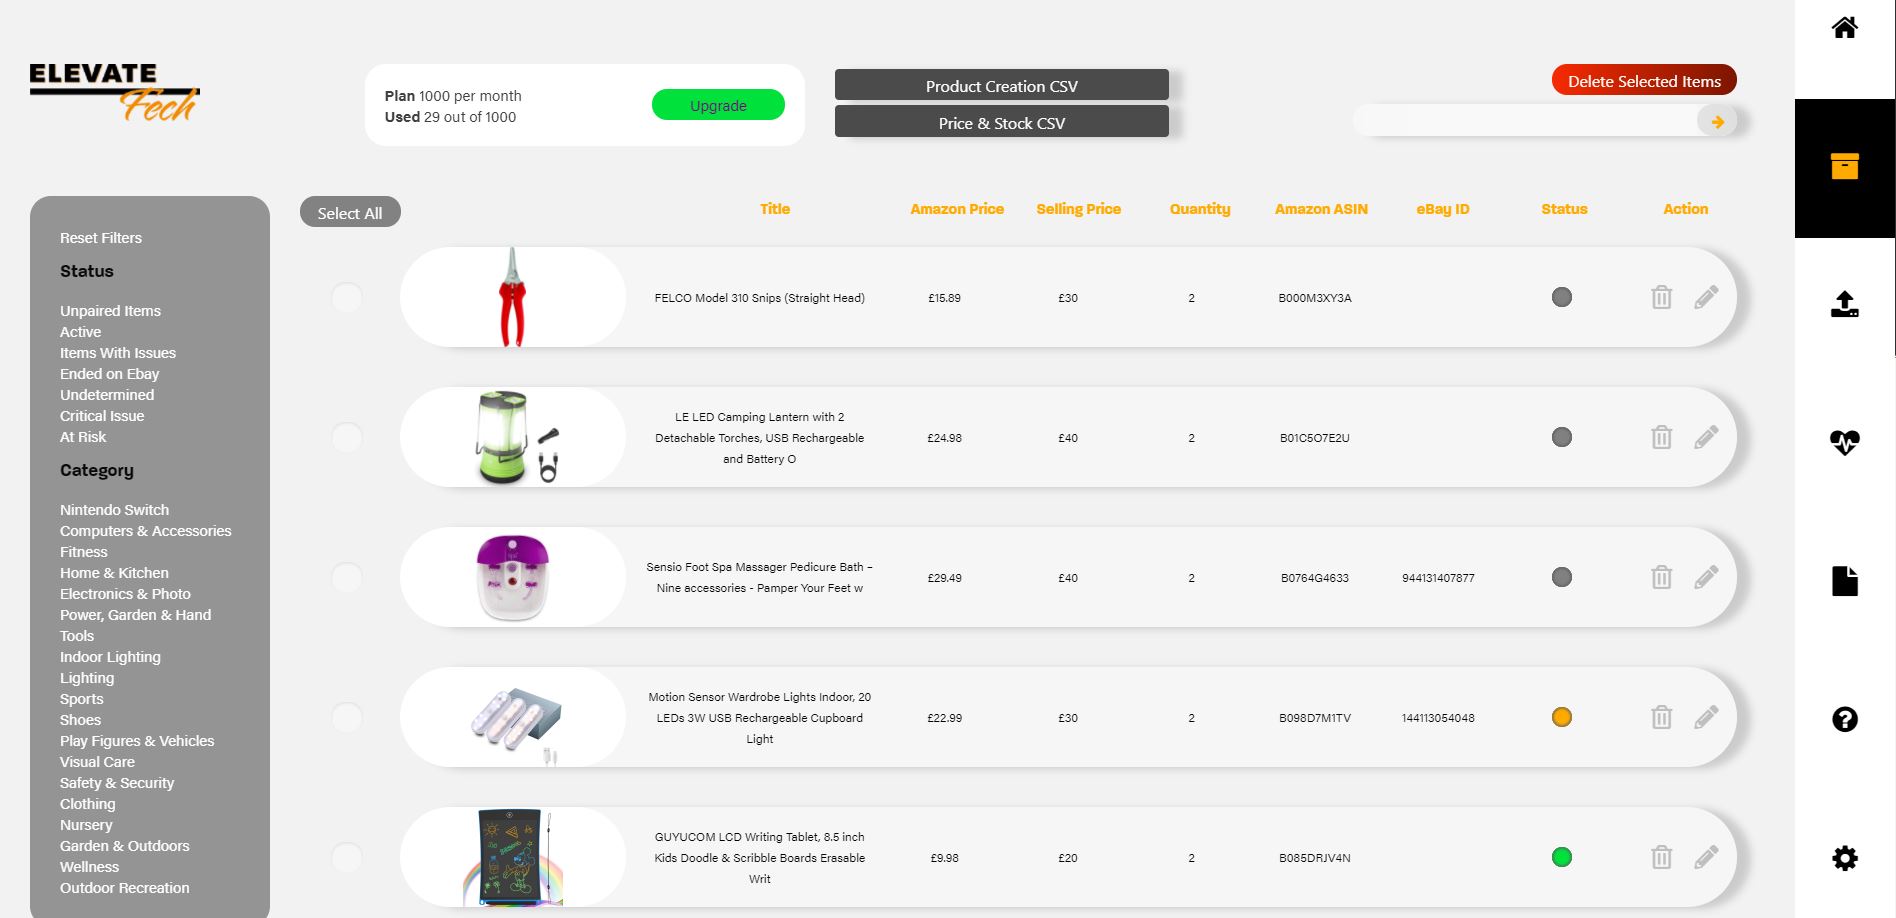 ELEVATE
Fech
Plan 1000 per month
Used 29 out of 1000
Upgrade
Product Creation CSV
Price & Stock CSV
Delete Selected Items
Reset Filters
Status
Unpaired Items
Active
Items With Issues
Ended on Ebay
Undetermined
Critical Issue
At Risk
Category
Nintendo Switch
Computers & Accessories
Fitness
Home & Kitchen
Electronics & Photo
Power, Garden & Hand
Tools
Indoor Lighting
Lighting
Sports
Shoes
Play Figures & Vehicles
Visual Care
Safety & Security
Clothing
Nursery
Garden & Outdoors
Wellness
Outdoor Recreation
Select All
Title Amazon Price Selling Price Quantity Amazon ASIN eBay ID Status Action
FELCO Model 310 Snips (Straight Head) £15.89 £30 2 B000M3XY3A
LE LED Camping Lantern with 2
Detachable Torches, USB Rechargeable £24.98 £40 2 B01C5O7E2U
and Battery O
Sensio Foot Spa Massager Pedicure Bath – £29.49 £40 2 B0764G4633 944131407877
Nine accessories - Pamper Your Feet w
Motion Sensor Wardrobe Lights Indoor, 20
LEDs 3W USB Rechargeable Cupboard £22.99 £30 2 B098D7M1TV 144113054048
Light
GUYUCOM LCD Writing Tablet, 8.5 inch
Kids Doodle & Scribble Boards Erasable £9.98 £20 2 B085DRJV4N
Writ